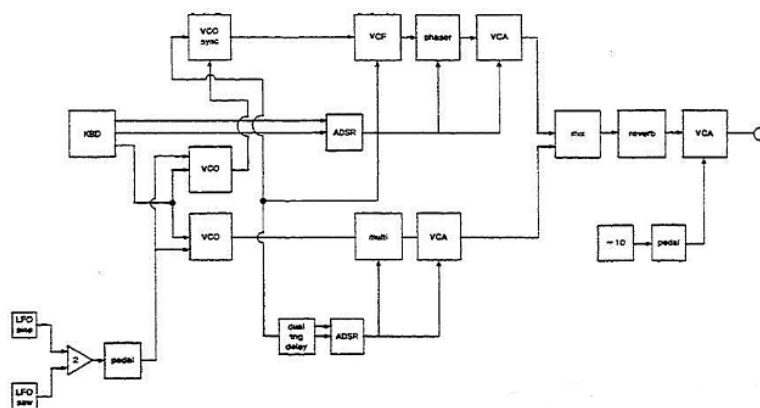 VCO
sync
VCF
phaser
VCA
KBD
ADSR
mix
reverb
VCA
VCO
VCO
multi
VCA
~10
pedal
LFO
sine
dual
trig
delay
ADSR
2
pedal
LFO
saw